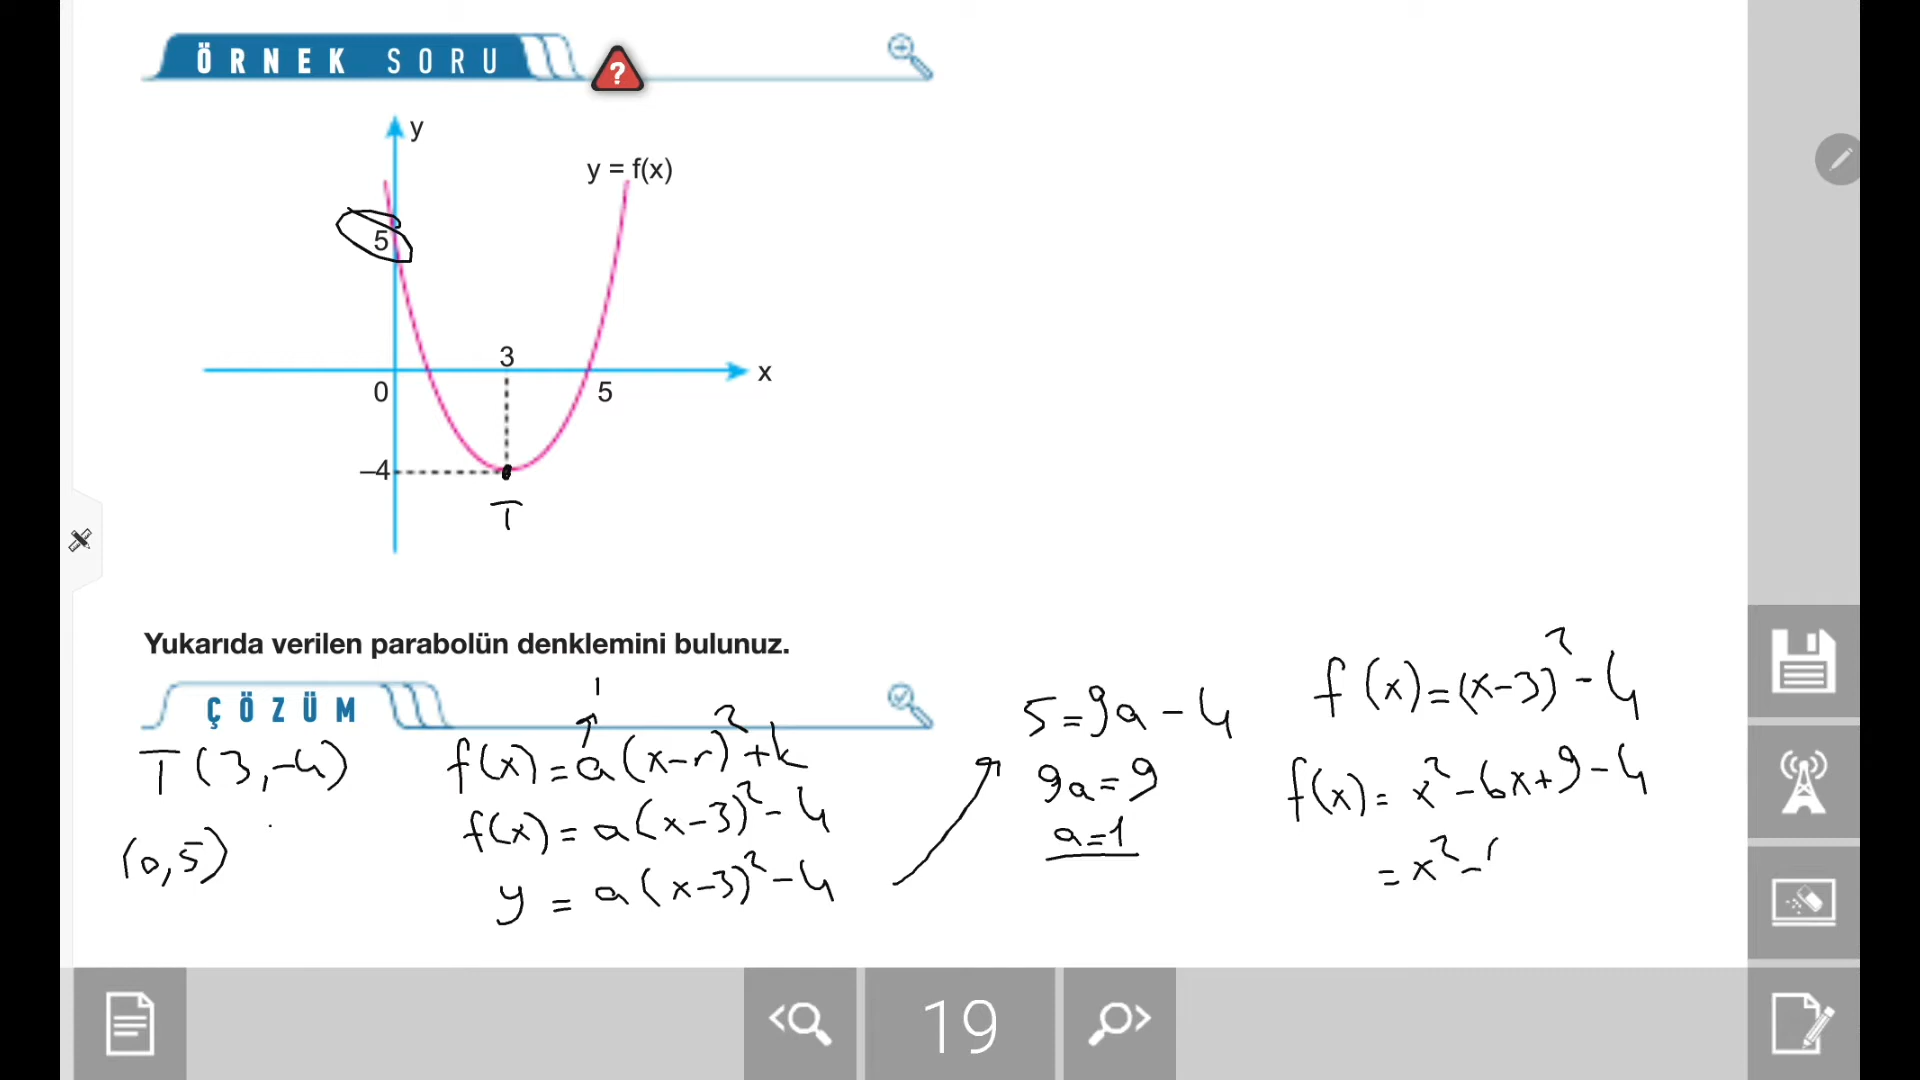 ÖRNEK SORU
?
y
y = f(x)
5
3
x
0
5
–4
T
Yukarıda verilen parabolün denklemini bulunuz.
ÇÖZÜM
T(3,-4)
(0,5)
1
f(x)=a(x-r)²+k
f(x)=a(x-3)²-4
y = a(x-3)²-4
5=9a-4
9a=9
a=1
f(x)=(x-3)²-4
f(x)= x²-6x+9-4
= x²-
19